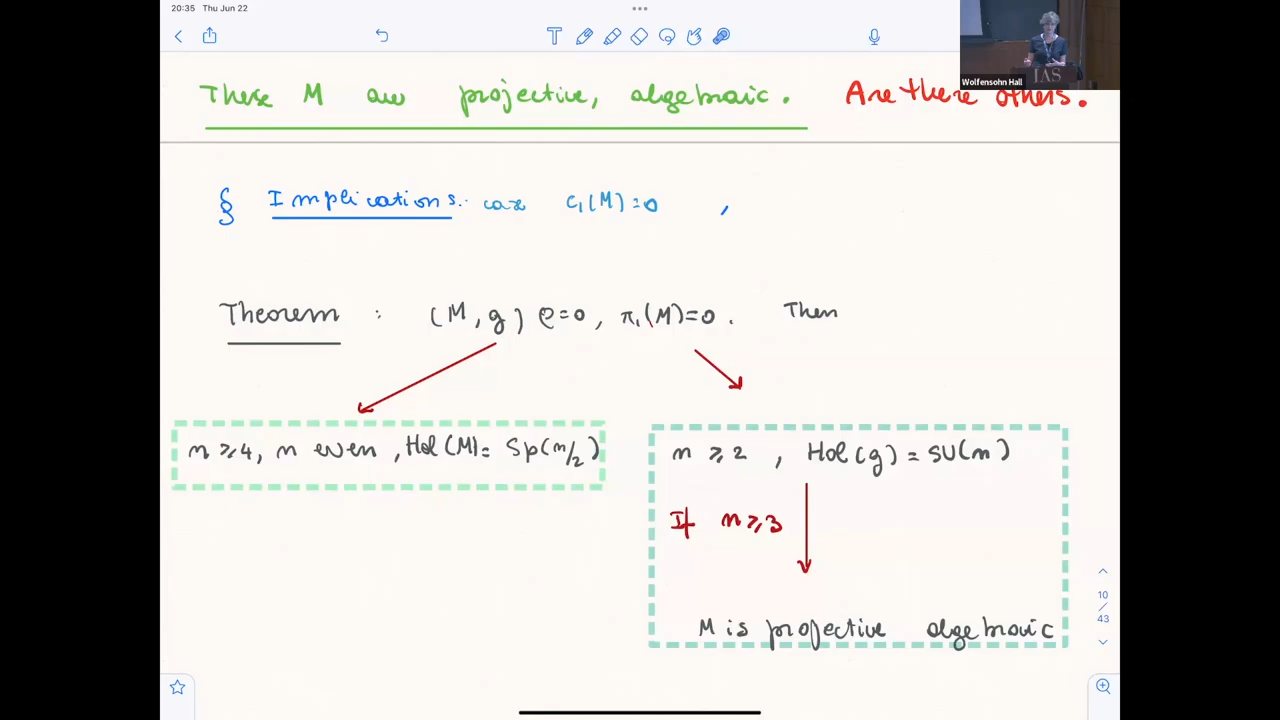 20:35 Thu Jun 22
Wolfensohn Hall
IAS
These M are projective, algebraic. Are there others.
§ Implications. case c₁(M)=0 ,
Theorem : (M, g) ρ=0, π₁(M)=0. Then
n ≥ 4, n even, Hol(M)= Sp(n/2)
n ≥ 2 , Hol(g) = SU(n)
If n ≥ 3
M is projective algebraic
10
/
43